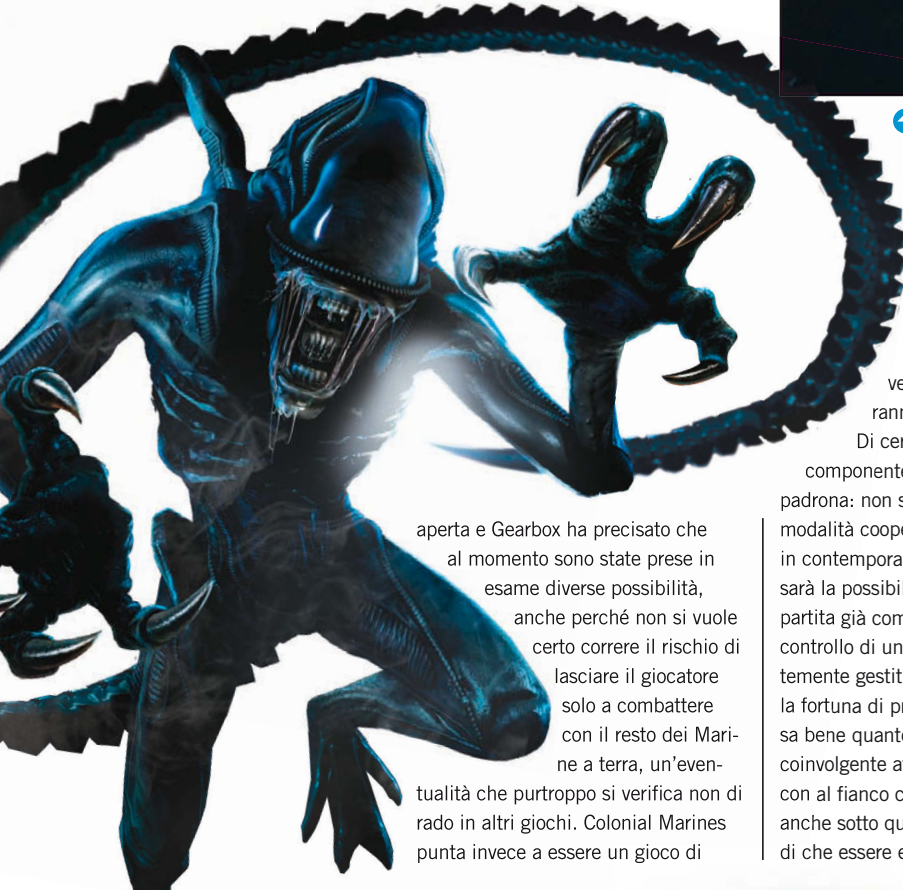 aperta e Gearbox ha precisato che
al momento sono state prese in
esame diverse possibilità,
anche perché non si vuole
certo correre il rischio di
lasciare il giocatore
solo a combattere
con il resto dei Mari-
ne a terra, un'even-
tualità che purtroppo si verifica non di
rado in altri giochi. Colonial Marines
punta invece a essere un gioco di
ve
rann
Di cer
componente
padrona: non s
modalità coope
in contempora
sarà la possibil
partita già com
controllo di un
temente gestit
la fortuna di pr
sa bene quanto
coinvolgente a
con al fianco c
anche sotto qu
di che essere e